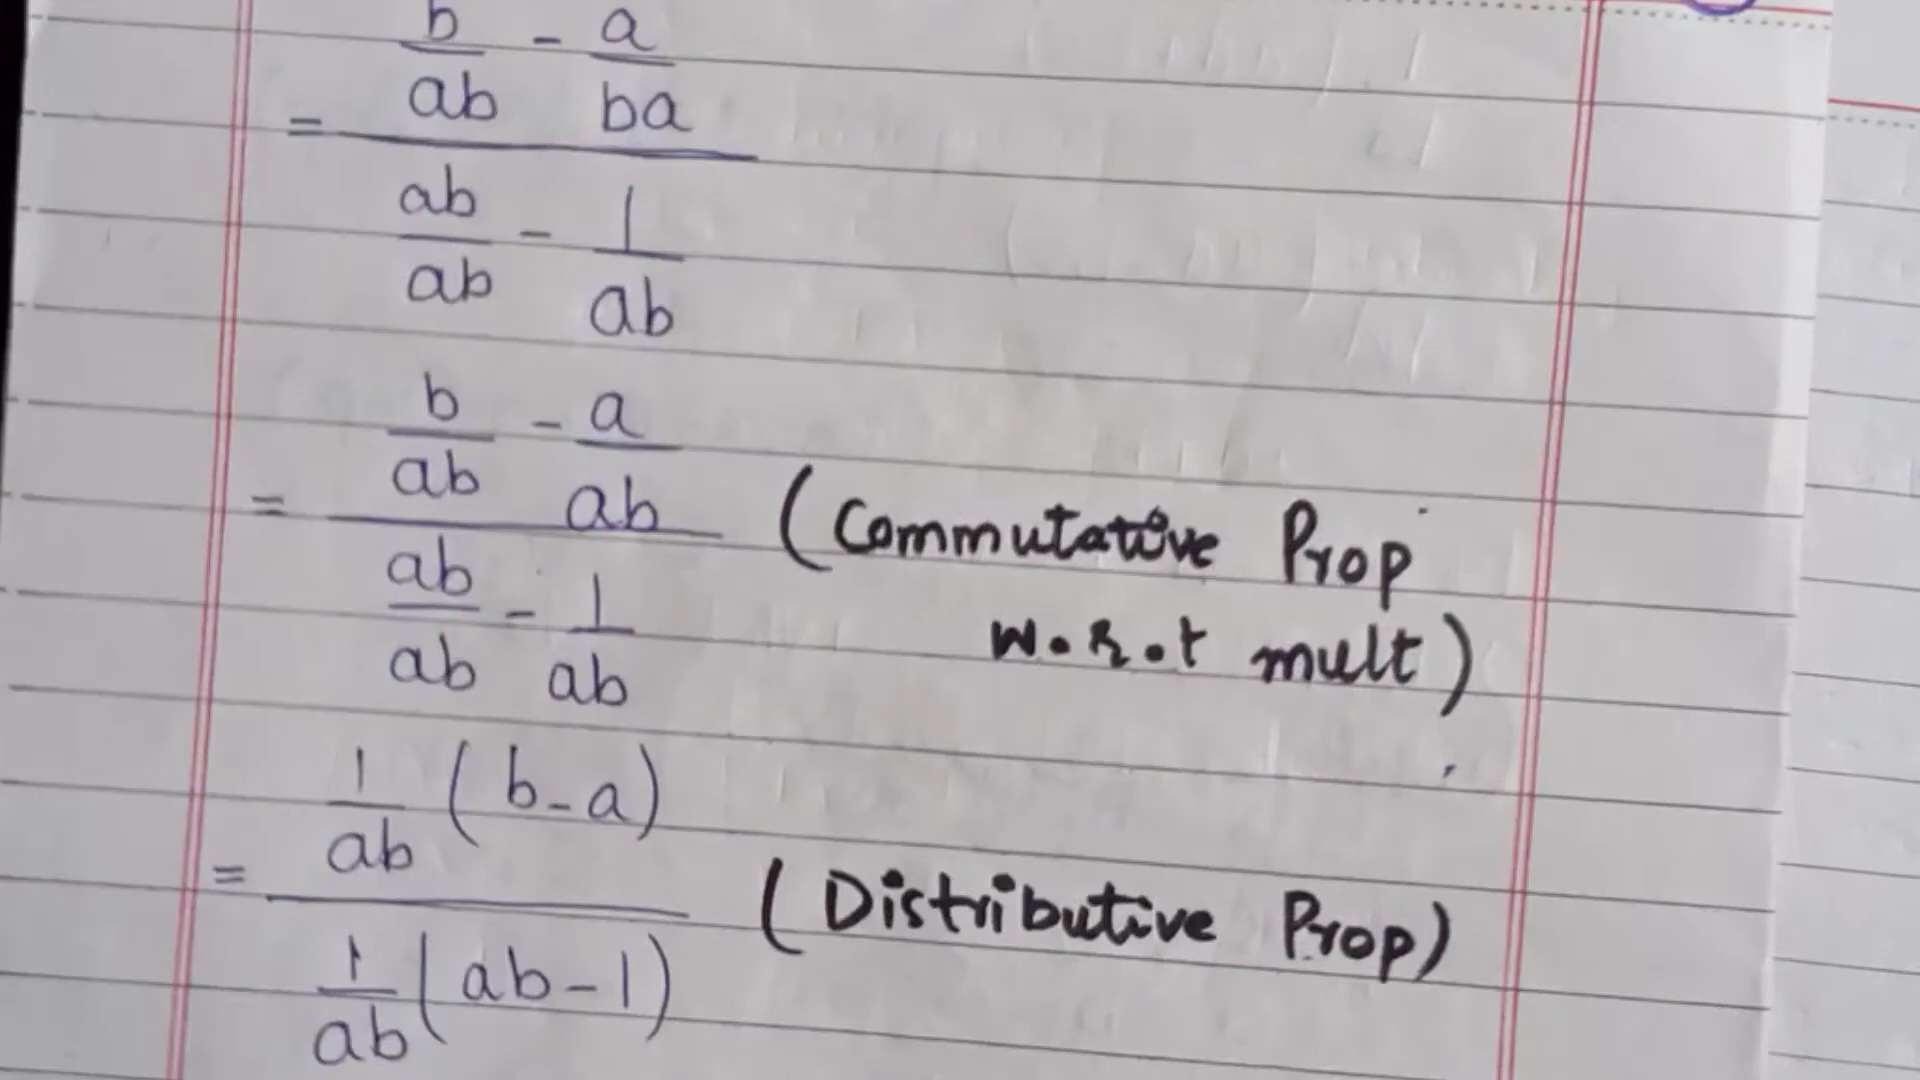 b/ab - a/ba
=
ab/ab - 1/ab
b/ab - a/ab
= (Commutative Prop
ab/ab - 1/ab w.r.t mult)
1/ab (b-a)
= (Distributive Prop)
1/ab (ab-1)